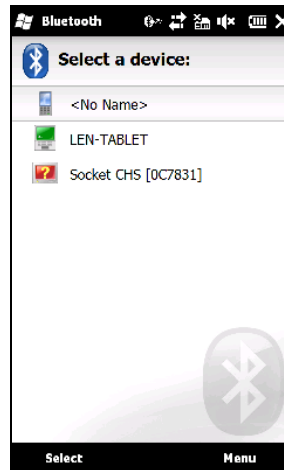 Bluetooth
Select a device:
<No Name>
LEN-TABLET
Socket CHS [0C7831]
Select Menu